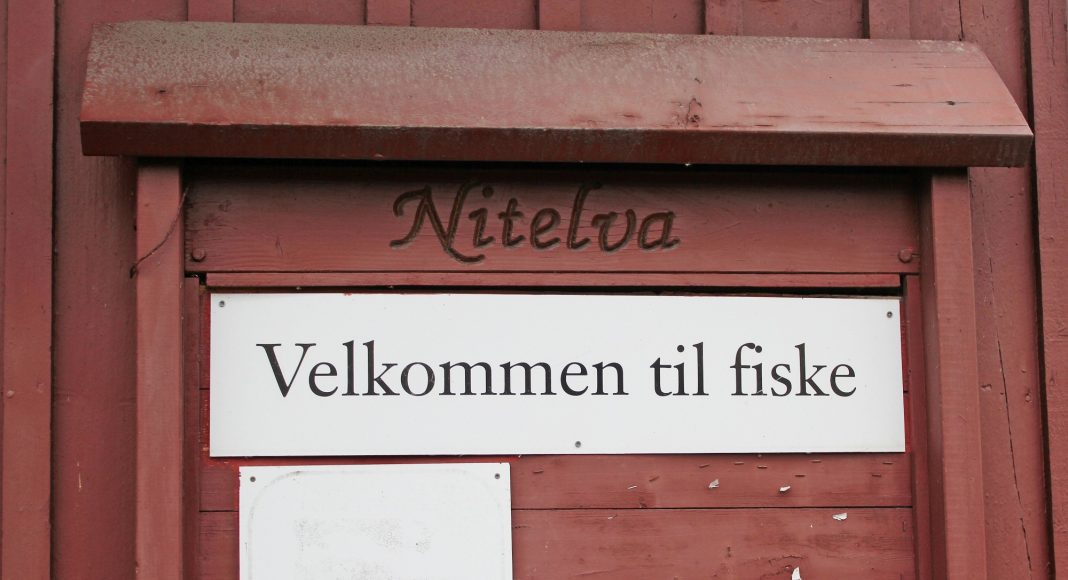 Nitelva
Velkommen til fiske